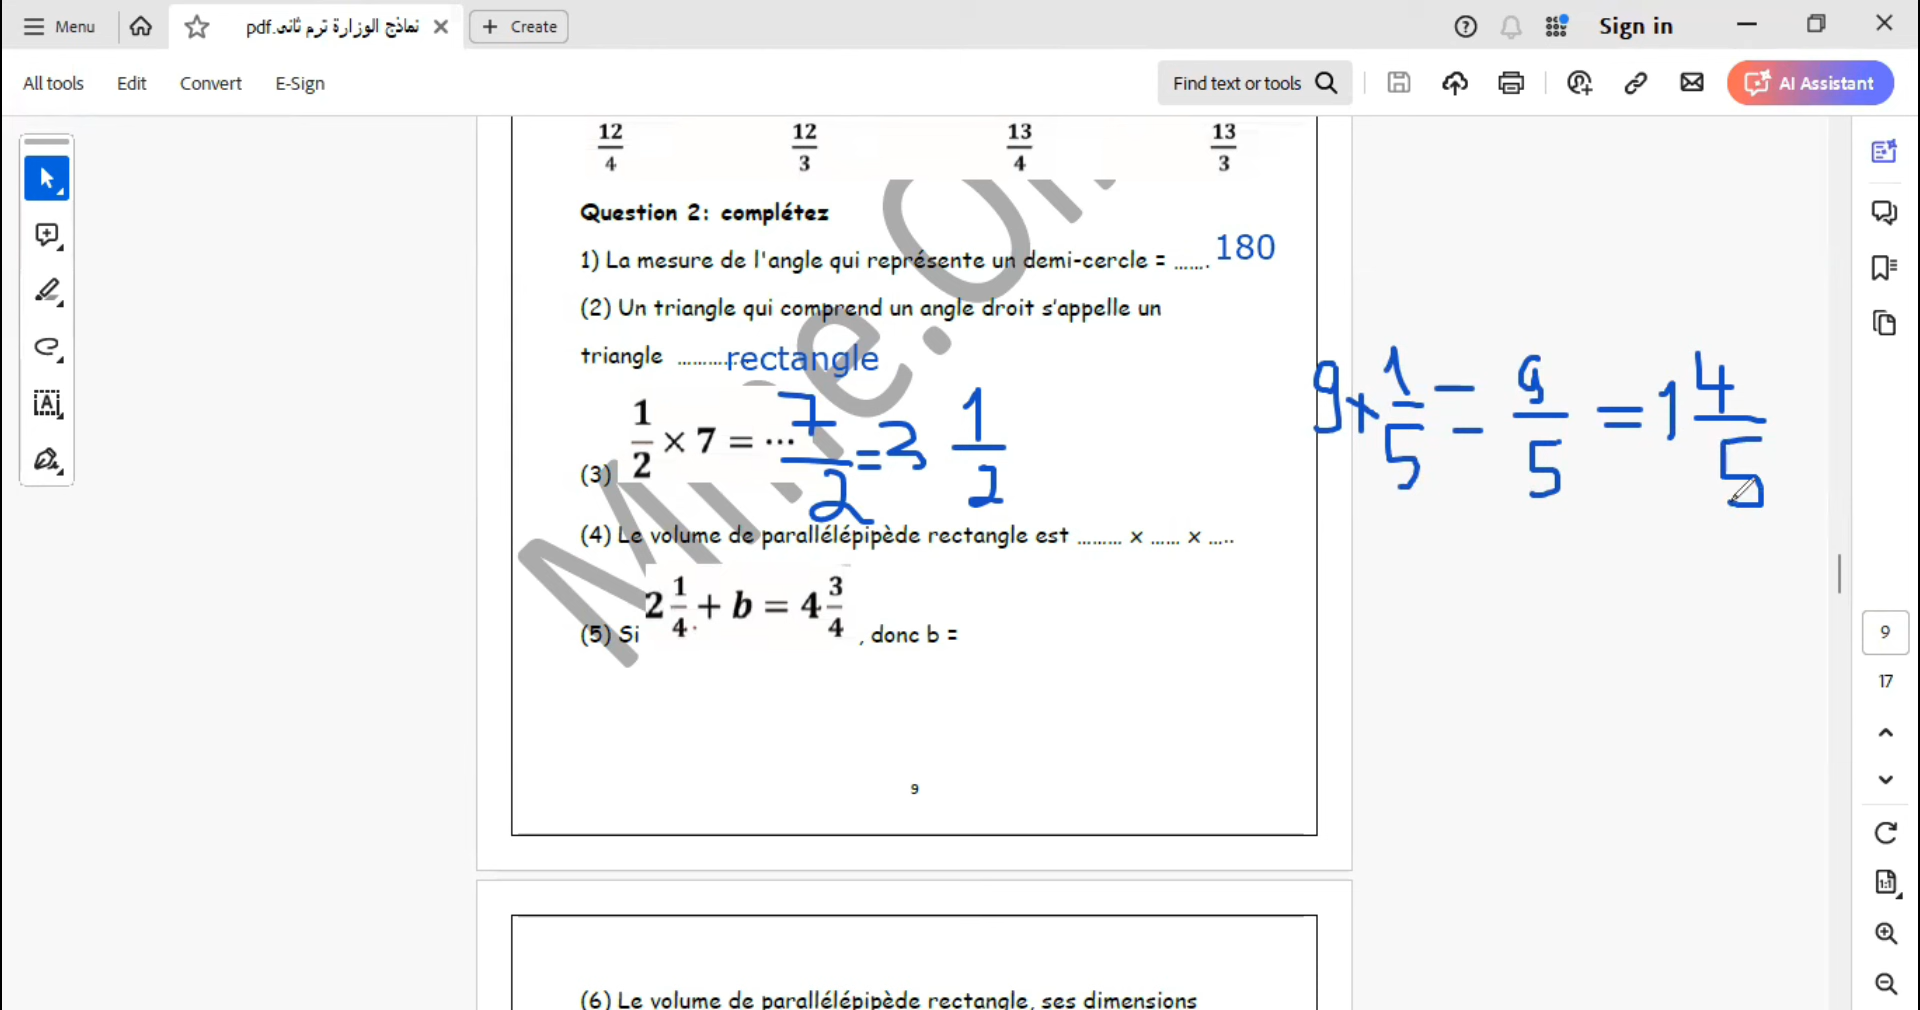 Menu
نماذج الوزارة ترم ثانى.pdf
Create
Sign in
All tools Edit Convert E-Sign
Find text or tools
AI Assistant
12/4 12/3 13/4 13/3
Question 2: complétez
1) La mesure de l'angle qui représente un demi-cercle = ....... 180
(2) Un triangle qui comprend un angle droit s'appelle un
triangle ............ rectangle
(3) 1/2 × 7 = ... 7/2 = 3 1/2
9 × 1/5 = 9/5 = 1 4/5
(4) Le volume de parallélépipède rectangle est ......... x ...... x .....
(5) Si 2 1/4 + b = 4 3/4 , donc b =
9
(6) Le volume de parallélépipède rectangle, ses dimensions
9
17